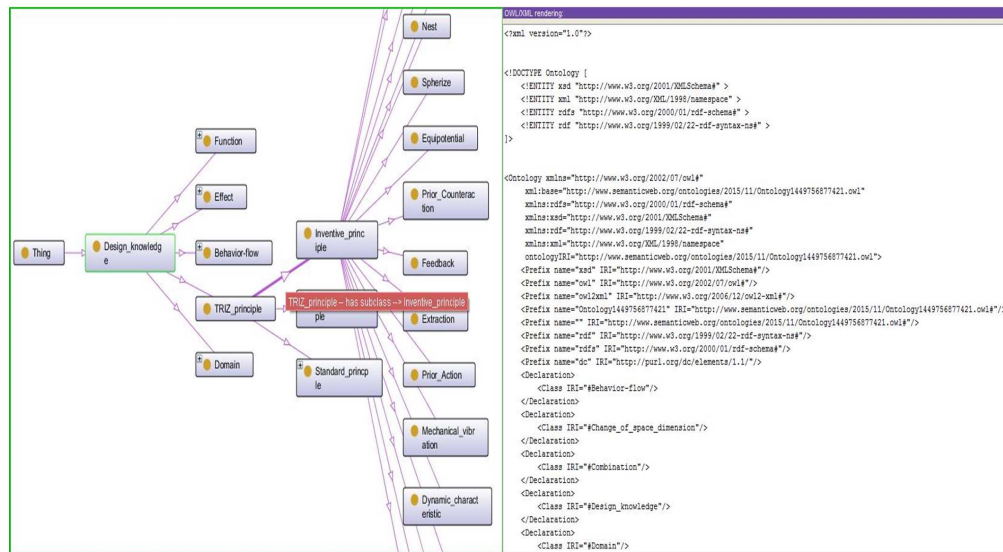 Thing
Design_knowledg
e
Function
Effect
Behavior-flow
TRIZ_principle
Domain
Inventive_princ
iple
TRIZ_principle -- has subclass --> Inventive_principle
ple
Standard_princp
le
Nest
Spherize
Equipotential
Prior_Counterac
tion
Feedback
Extraction
Prior_Action
Mechanical_vibr
ation
Dynamic_charact
eristic
OWL/XML rendering:
<?xml version="1.0"?>
<!DOCTYPE Ontology [
<!ENTITY xsd "http://www.w3.org/2001/XMLSchema#" >
<!ENTITY xml "http://www.w3.org/XML/1998/namespace" >
<!ENTITY rdfs "http://www.w3.org/2000/01/rdf-schema#" >
<!ENTITY rdf "http://www.w3.org/1999/02/22-rdf-syntax-ns#" >
]>
<Ontology xmlns="http://www.w3.org/2002/07/owl#"
xml:base="http://www.semanticweb.org/ontologies/2015/11/Ontology1449756877421.owl"
xmlns:rdfs="http://www.w3.org/2000/01/rdf-schema#"
xmlns:xsd="http://www.w3.org/2001/XMLSchema#"
xmlns:rdf="http://www.w3.org/1999/02/22-rdf-syntax-ns#"
xmlns:xml="http://www.w3.org/XML/1998/namespace"
ontologyIRI="http://www.semanticweb.org/ontologies/2015/11/Ontology1449756877421.owl">
<Prefix name="xsd" IRI="http://www.w3.org/2001/XMLSchema#"/>
<Prefix name="owl" IRI="http://www.w3.org/2002/07/owl#"/>
<Prefix name="owl2xml" IRI="http://www.w3.org/2006/12/owl2-xml#"/>
<Prefix name="Ontology1449756877421" IRI="http://www.semanticweb.org/ontologies/2015/11/Ontology1449756877421.owl#"/>
<Prefix name="" IRI="http://www.semanticweb.org/ontologies/2015/11/Ontology1449756877421.owl#"/>
<Prefix name="rdf" IRI="http://www.w3.org/1999/02/22-rdf-syntax-ns#"/>
<Prefix name="rdfs" IRI="http://www.w3.org/2000/01/rdf-schema#"/>
<Prefix name="dc" IRI="http://purl.org/dc/elements/1.1/"/>
<Declaration>
<Class IRI="#Behavior-flow"/>
</Declaration>
<Declaration>
<Class IRI="#Change_of_space_dimension"/>
</Declaration>
<Declaration>
<Class IRI="#Combination"/>
</Declaration>
<Declaration>
<Class IRI="#Design_knowledge"/>
</Declaration>
<Declaration>
<Class IRI="#Domain"/>